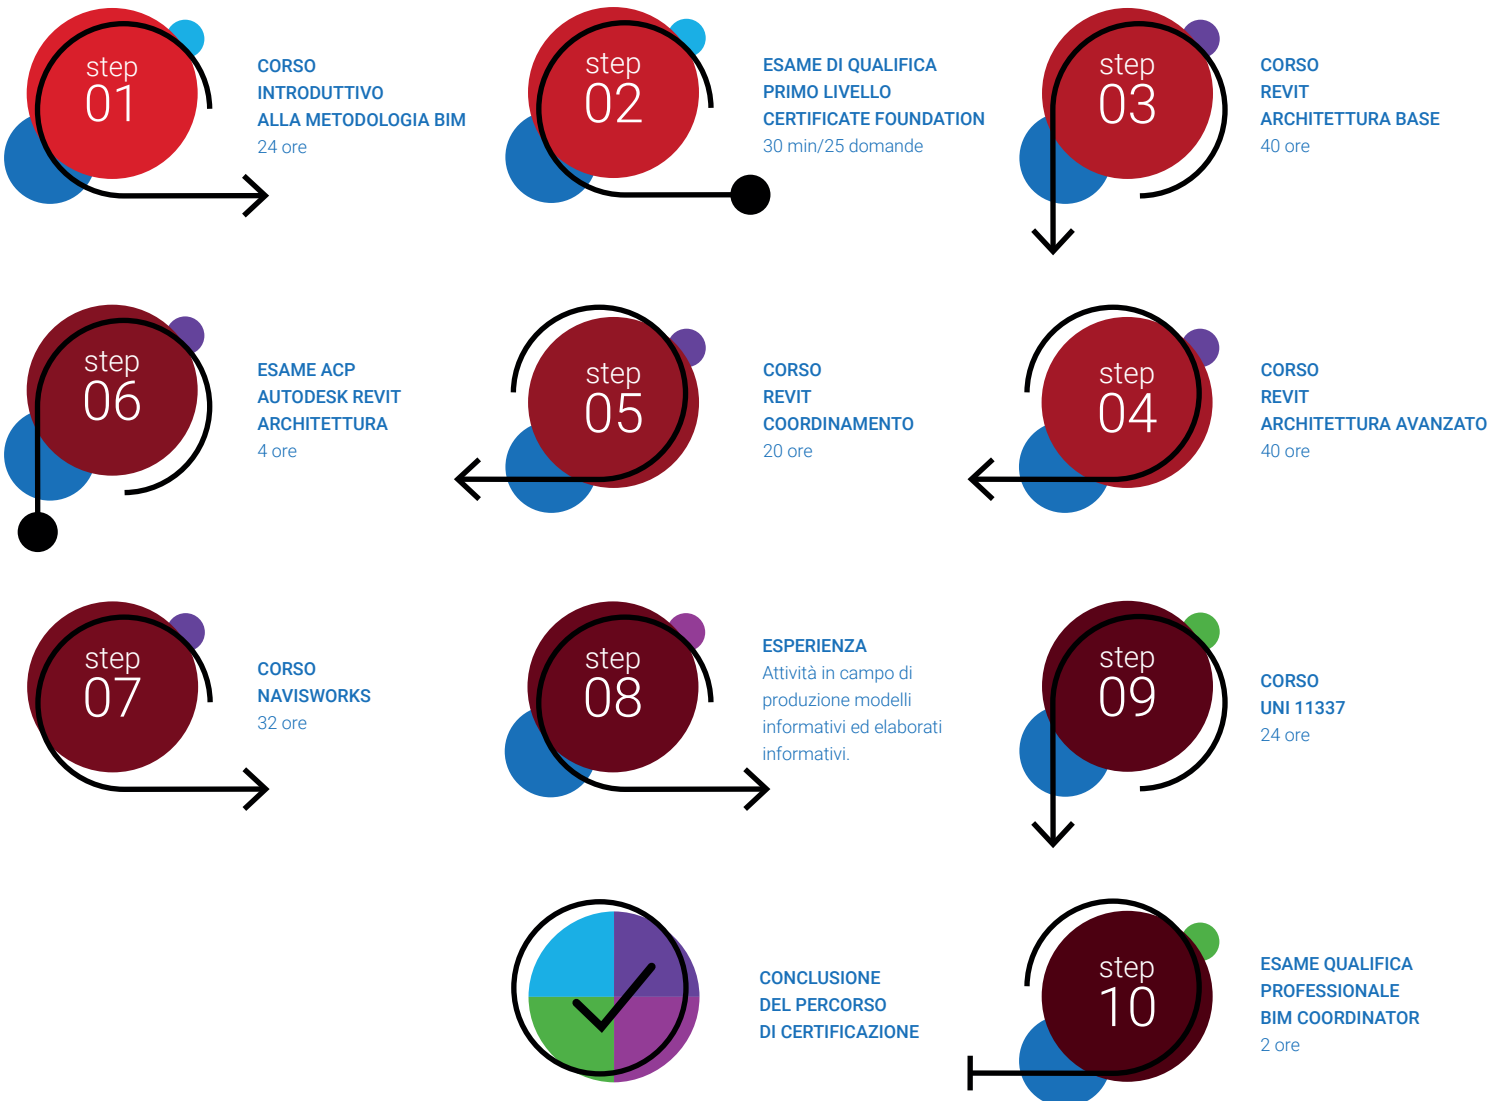 step
01
CORSO
INTRODUTTIVO
ALLA METODOLOGIA BIM
24 ore
step
02
ESAME DI QUALIFICA
PRIMO LIVELLO
CERTIFICATE FOUNDATION
30 min/25 domande
step
03
CORSO
REVIT
ARCHITETTURA BASE
40 ore
step
04
CORSO
REVIT
ARCHITETTURA AVANZATO
40 ore
step
05
CORSO
REVIT
COORDINAMENTO
20 ore
step
06
ESAME ACP
AUTODESK REVIT
ARCHITETTURA
4 ore
step
07
CORSO
NAVISWORKS
32 ore
step
08
ESPERIENZA
Attività in campo di
produzione modelli
informativi ed elaborati
informativi.
step
09
CORSO
UNI 11337
24 ore
step
10
ESAME QUALIFICA
PROFESSIONALE
BIM COORDINATOR
2 ore
CONCLUSIONE
DEL PERCORSO
DI CERTIFICAZIONE